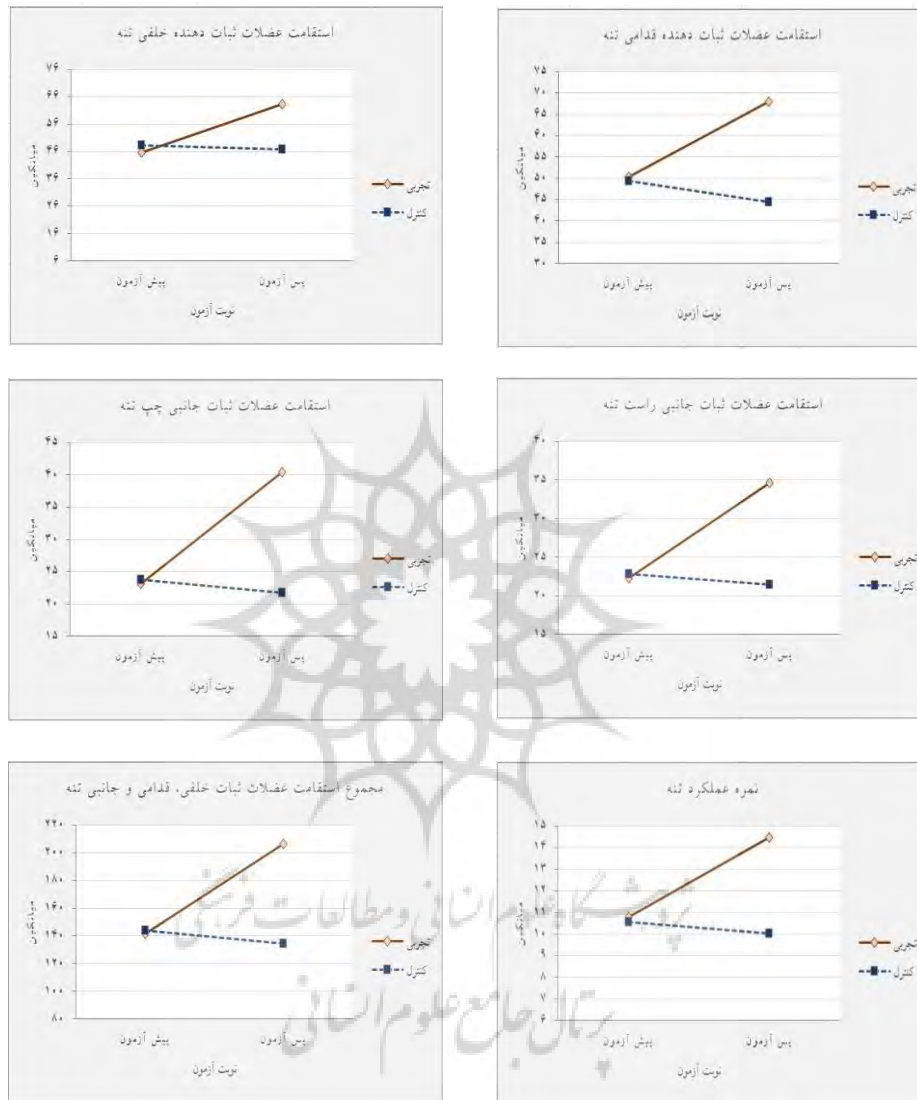 استقامت عضلات ثبات دهنده قدامی تنه
۷۵
۷۰
۶۵
۶۰
۵۵
۵۰
۴۵
۴۰
۳۵
۳۰
میانگین
پیش آزمون
پس آزمون
نوبت آزمون
تجربی
کنترل
استقامت عضلات ثبات دهنده خلفی تنه
۷۶
۶۶
۵۶
۴۶
۳۶
۲۶
۱۶
۶
میانگین
پیش آزمون
پس آزمون
نوبت آزمون
تجربی
کنترل
استقامت عضلات ثبات جانبی راست تنه
۴۰
۳۵
۳۰
۲۵
۲۰
۱۵
میانگین
پیش آزمون
پس آزمون
نوبت آزمون
تجربی
کنترل
استقامت عضلات ثبات جانبی چپ تنه
۴۵
۴۰
۳۵
۳۰
۲۵
۲۰
۱۵
میانگین
پیش آزمون
پس آزمون
نوبت آزمون
تجربی
کنترل
نمره عملکرد تنه
۱۵
۱۴
۱۳
۱۲
۱۱
۱۰
۹
۸
۷
۶
میانگین
پیش آزمون
پس آزمون
نوبت آزمون
تجربی
کنترل
مجموع استقامت عضلات ثبات خلفی، قدامی و جانبی تنه
۲۲۰
۲۰۰
۱۸۰
۱۶۰
۱۴۰
۱۲۰
۱۰۰
۸۰
میانگین
پیش آزمون
پس آزمون
نوبت آزمون
تجربی
کنترل
پژوهشگاه علوم انسانی و مطالعات فرهنگی
پرتال جامع علوم انسانی